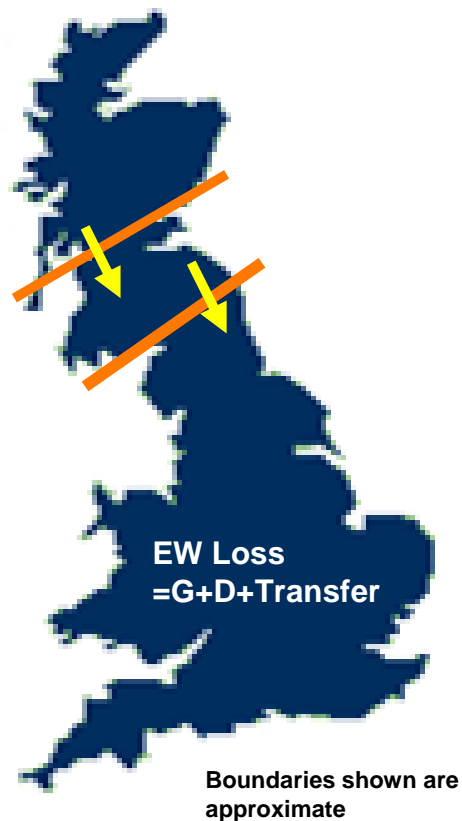 EW Loss
=G+D+Transfer
Boundaries shown are
approximate